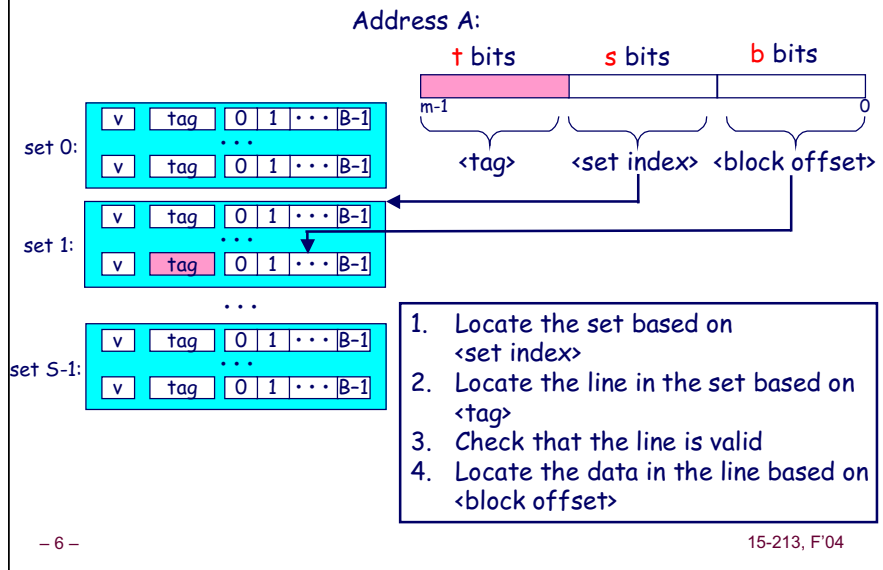 Address A:
t bits s bits b bits
m-1 0
<tag> <set index> <block offset>
set 0:
v tag 0 1 • • • B–1
• • •
v tag 0 1 • • • B–1
set 1:
v tag 0 1 • • • B–1
• • •
v tag 0 1 • • • B–1
• • •
set S-1:
v tag 0 1 • • • B–1
• • •
v tag 0 1 • • • B–1
1. Locate the set based on
<set index>
2. Locate the line in the set based on
<tag>
3. Check that the line is valid
4. Locate the data in the line based on
<block offset>
– 6 –
15-213, F'04